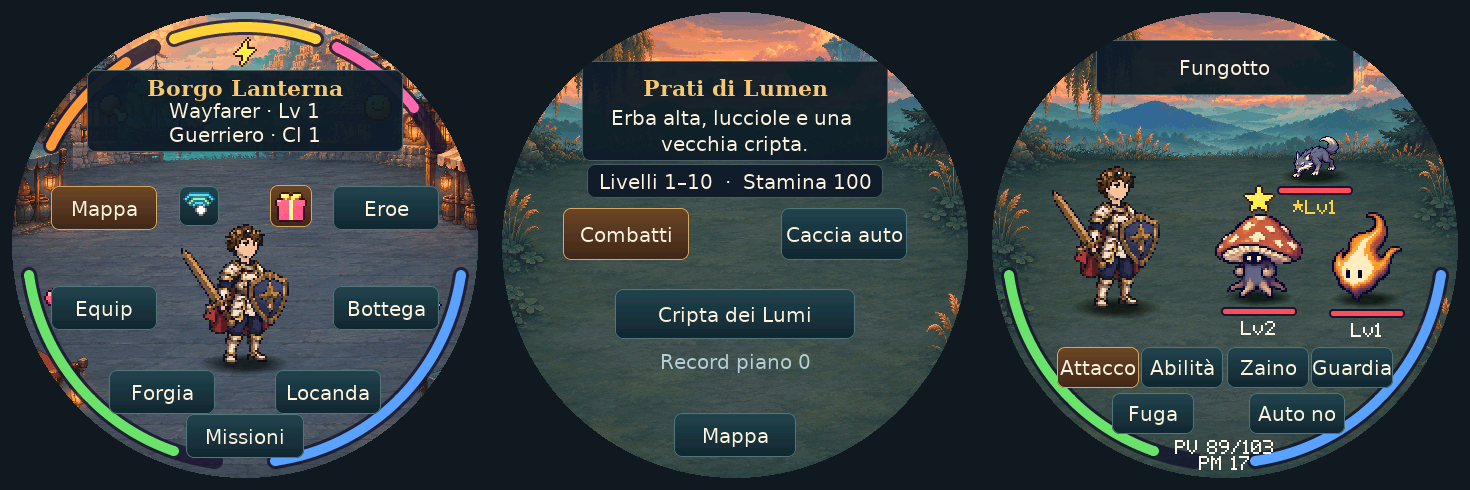 Borgo Lanterna
Wayfarer · Lv 1
Guerriero · Cl 1
Mappa
Eroe
Equip
Bottega
Forgia
Locanda
Missioni
Prati di Lumen
Erba alta, lucciole e una
vecchia cripta.
Livelli 1–10 · Stamina 100
Combatti
Caccia auto
Cripta dei Lumi
Record piano 0
Mappa
Fungotto
★Lv1
Lv2
Lv1
Attacco
Abilità
Zaino
Guardia
Fuga
Auto no
PV 89/103
PM 17